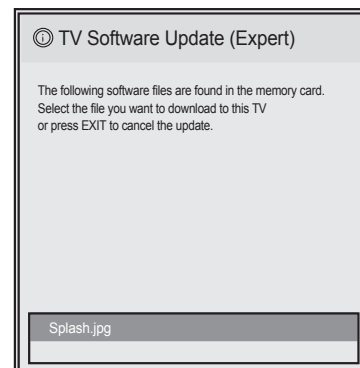 ⓘ TV Software Update (Expert)
The following software files are found in the memory card.
Select the file you want to download to this TV
or press EXIT to cancel the update.
Splash.jpg